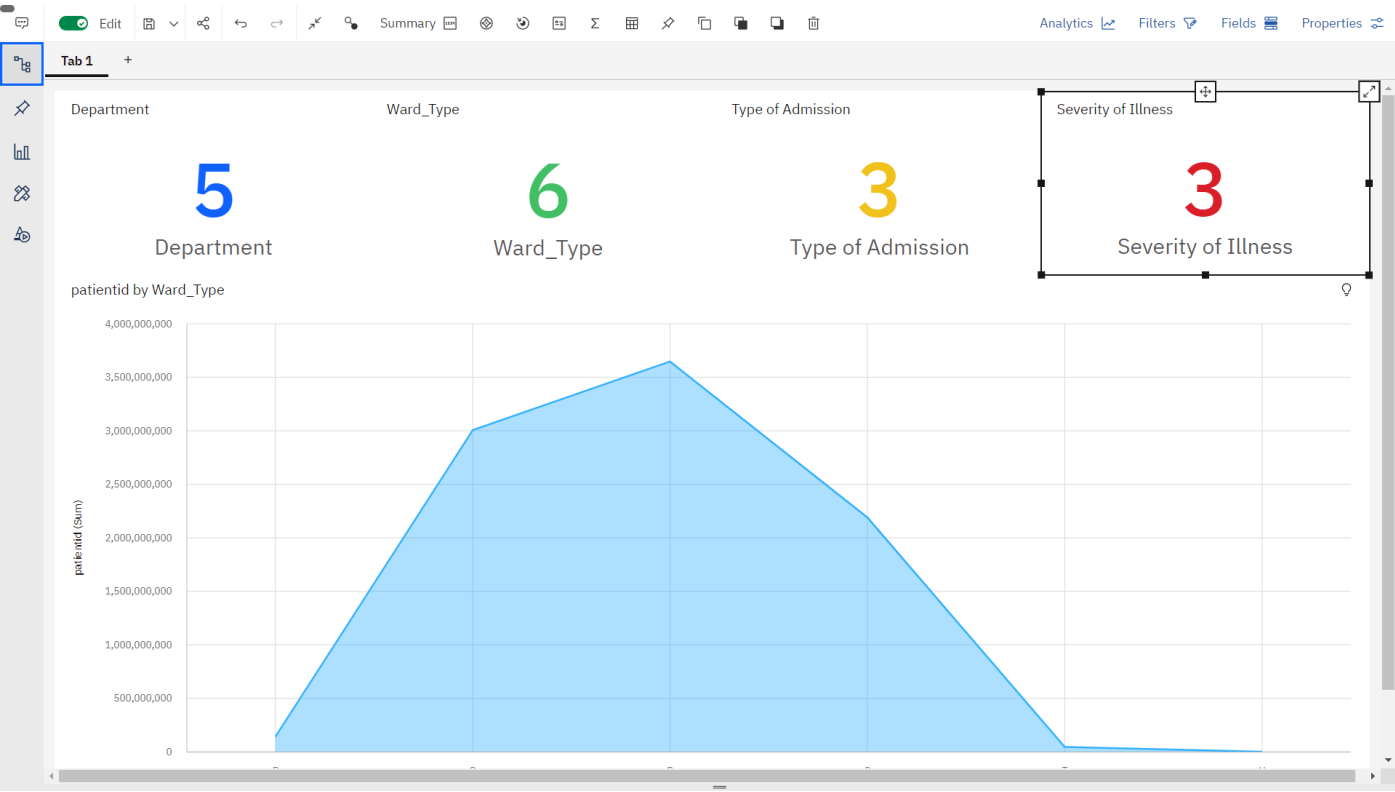 Edit
Summary
Analytics
Filters
Fields
Properties
Tab 1
+
Department
Ward_Type
Type of Admission
Severity of Illness
5
6
3
3
Department
Ward_Type
Type of Admission
Severity of Illness
patientid by Ward_Type
4,000,000,000
3,500,000,000
3,000,000,000
2,500,000,000
2,000,000,000
1,500,000,000
1,000,000,000
500,000,000
0
patientid (Sum)